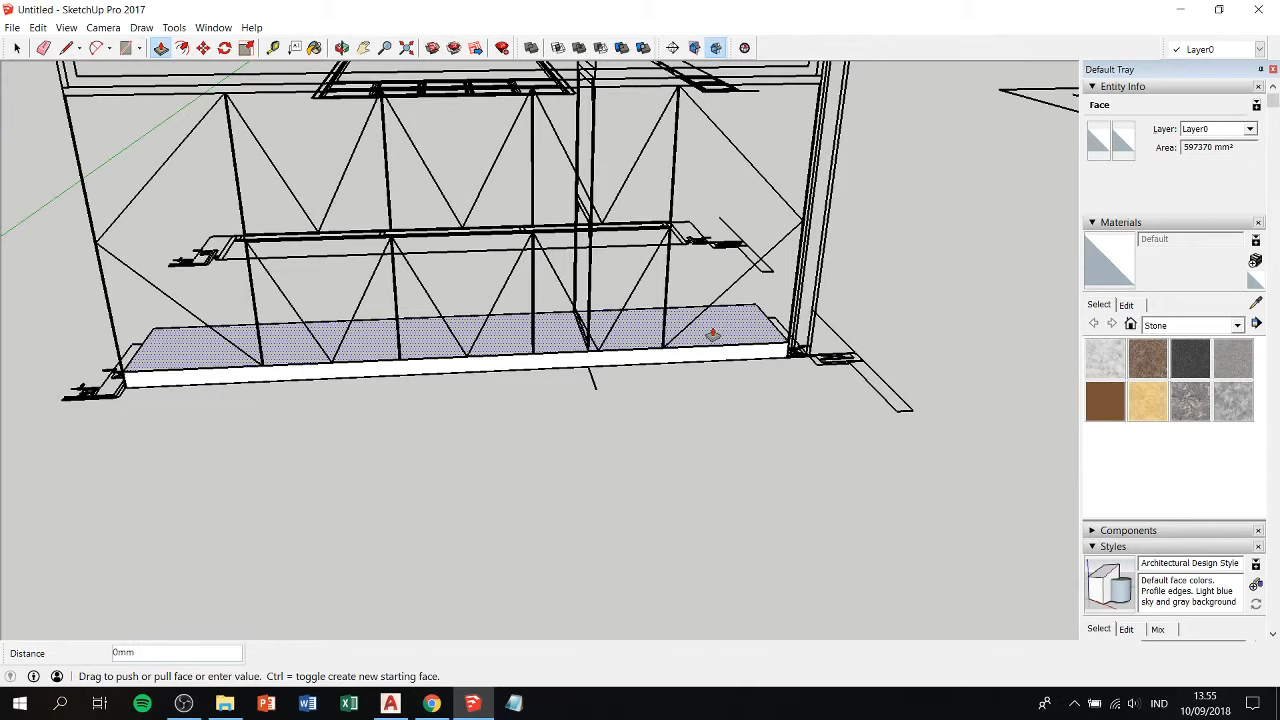 Untitled - SketchUp Pro 2017
File Edit View Camera Draw Tools Window Help
Layer0
Default Tray
Entity Info
Face
Layer: Layer0
Area: 597370 mm²
Materials
Default
Select Edit
Stone
Components
Styles
Architectural Design Style
Default face colors.
Profile edges. Light blue
sky and gray background
Select Edit Mix
Distance 0mm
Drag to push or pull face or enter value. Ctrl = toggle create new starting face.
IND
13.55
10/09/2018